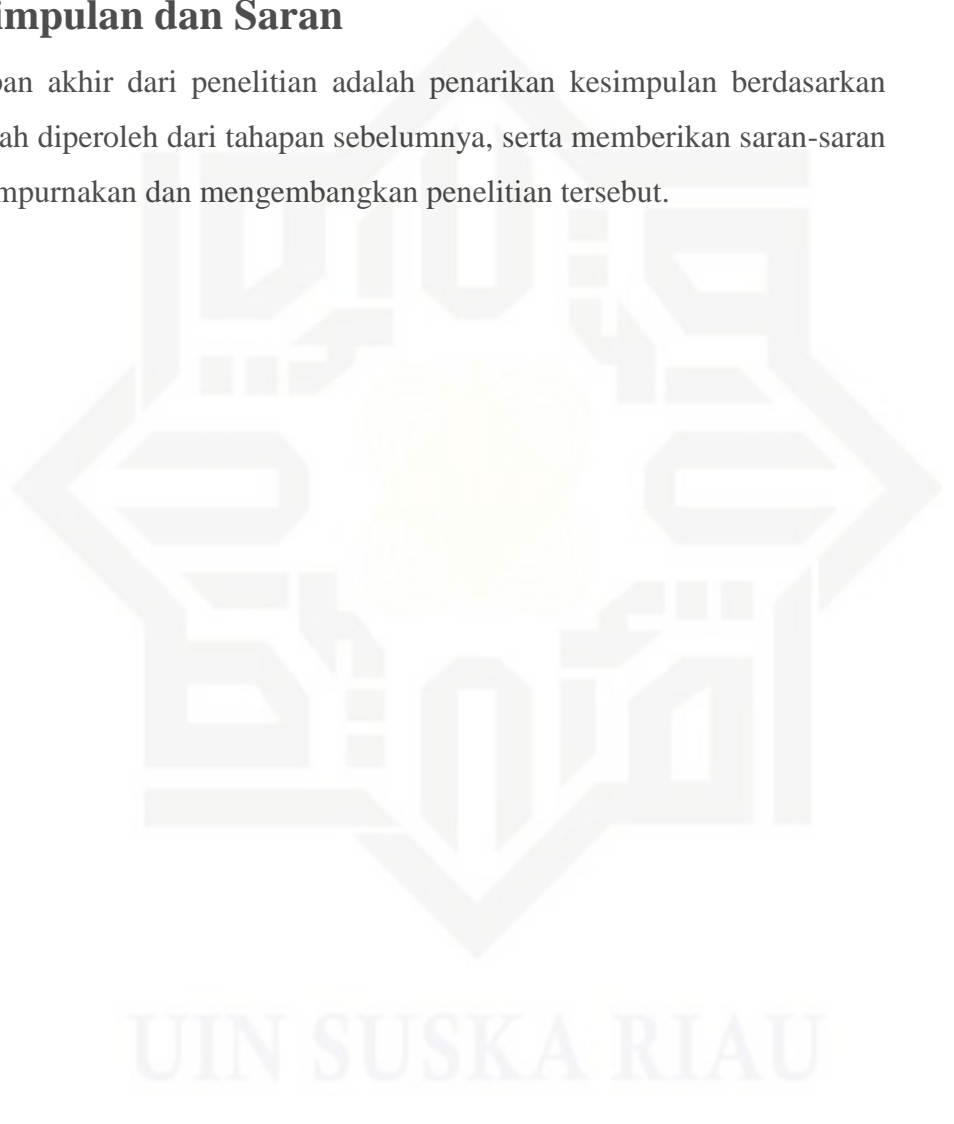 impulan dan Saran
an akhir dari penelitian adalah penarikan kesimpulan berdasarkan
ah diperoleh dari tahapan sebelumnya, serta memberikan saran-saran
mpurnakan dan mengembangkan penelitian tersebut.
UIN SUSKA RIAU